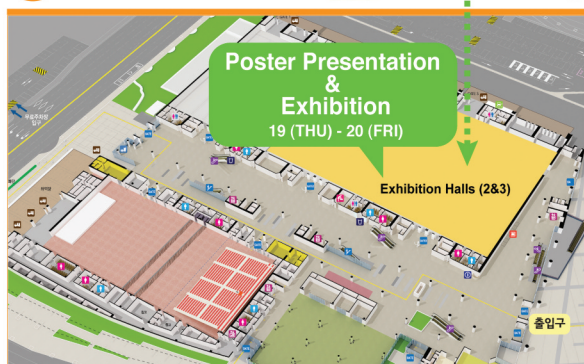 Poster Presentation
&
Exhibition
19 (THU) - 20 (FRI)
Exhibition Halls (2&3)
출입구